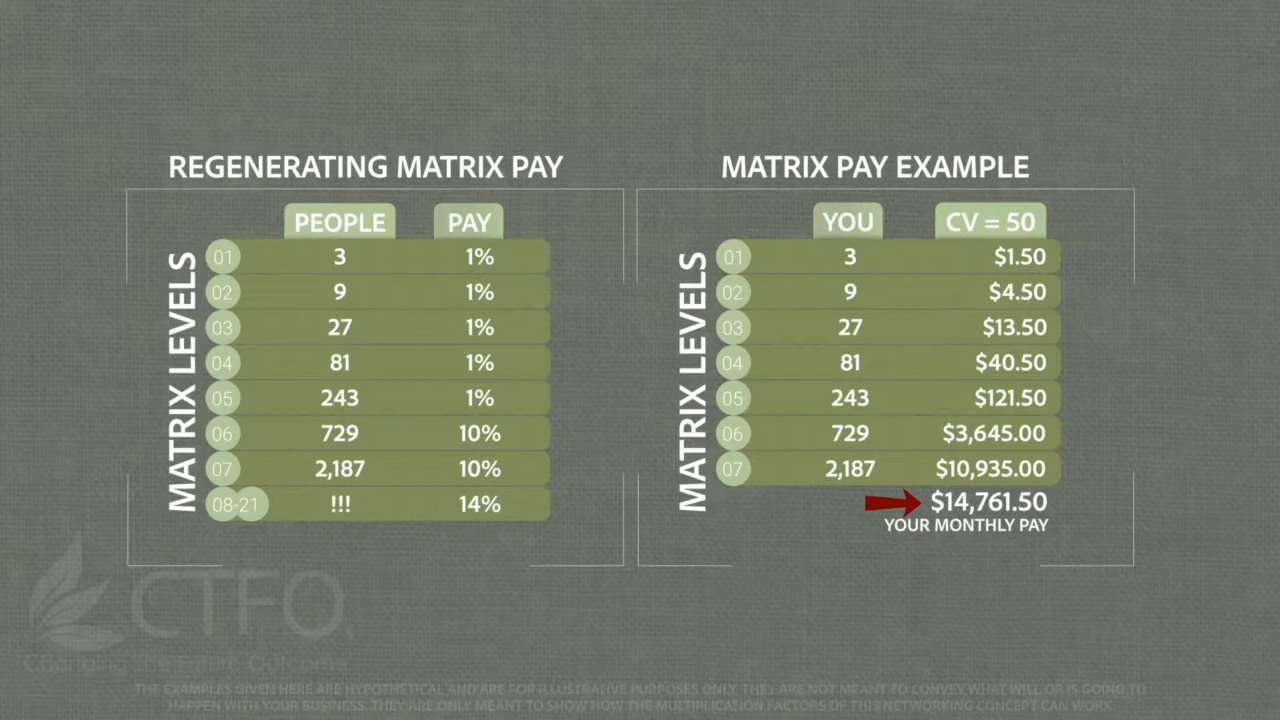 REGENERATING MATRIX PAY
PEOPLE PAY
MATRIX LEVELS
01 3 1%
02 9 1%
03 27 1%
04 81 1%
05 243 1%
06 729 10%
07 2,187 10%
08-21 !!! 14%
MATRIX PAY EXAMPLE
YOU CV = 50
MATRIX LEVELS
01 3 $1.50
02 9 $4.50
03 27 $13.50
04 81 $40.50
05 243 $121.50
06 729 $3,645.00
07 2,187 $10,935.00
$14,761.50
YOUR MONTHLY PAY
CTFO
Changing The Future Outcome
THE EXAMPLES GIVEN HERE ARE HYPOTHETICAL AND ARE FOR ILLUSTRATIVE PURPOSES ONLY. THEY ARE NOT MEANT TO CONVEY WHAT WILL OR IS GOING TO
HAPPEN WITH YOUR BUSINESS. THEY ARE ONLY MEANT TO SHOW HOW THE MULTIPLICATION FACTORS OF THIS NETWORKING CONCEPT CAN WORK.